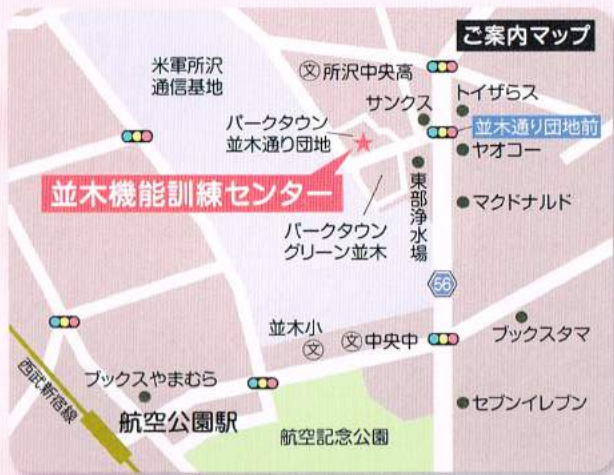 ご案内マップ
米軍所沢
通信基地
文 所沢中央高
サンクス
トイザらス
並木通り団地前
パークタウン
並木通り団地
ヤオコー
並木機能訓練センター
東部浄水場
マクドナルド
パークタウン
グリーン並木
56
並木小
文
文 中央中
ブックスタマ
西武新宿線
ブックスやまむら
航空公園駅
航空記念公園
セブンイレブン